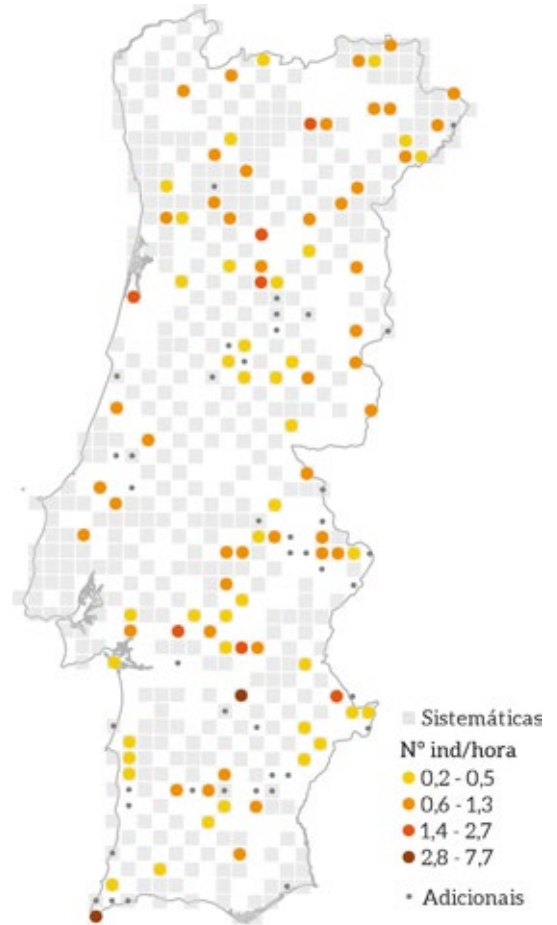 Sistemáticas
Nº ind/hora
0,2 - 0,5
0,6 - 1,3
1,4 - 2,7
2,8 - 7,7
Adicionais